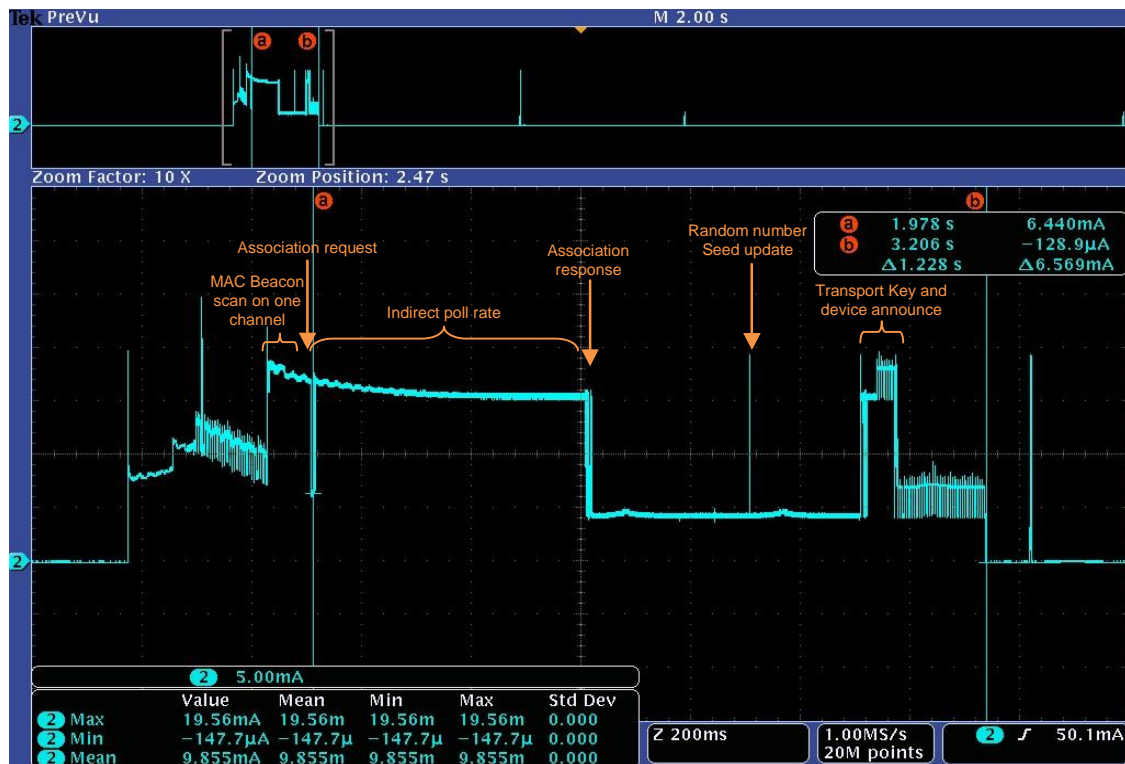 Tek PreVu
M 2.00 s
a
b
2
Zoom Factor: 10 X
Zoom Position: 2.47 s
a
b
a 1.978 s 6.440mA
b 3.206 s −128.9µA
Δ1.228 s Δ6.569mA
Association request
MAC Beacon
scan on one
channel
Indirect poll rate
Association
response
Random number
Seed update
Transport Key and
device announce
2
2 5.00mA
Value Mean Min Max Std Dev
2 Max 19.56mA 19.56m 19.56m 19.56m 0.000
2 Min −147.7µA −147.7µ −147.7µ −147.7µ 0.000
2 Mean 9.855mA 9.855m 9.855m 9.855m 0.000
Z 200ms
1.00MS/s
20M points
2 50.1mA